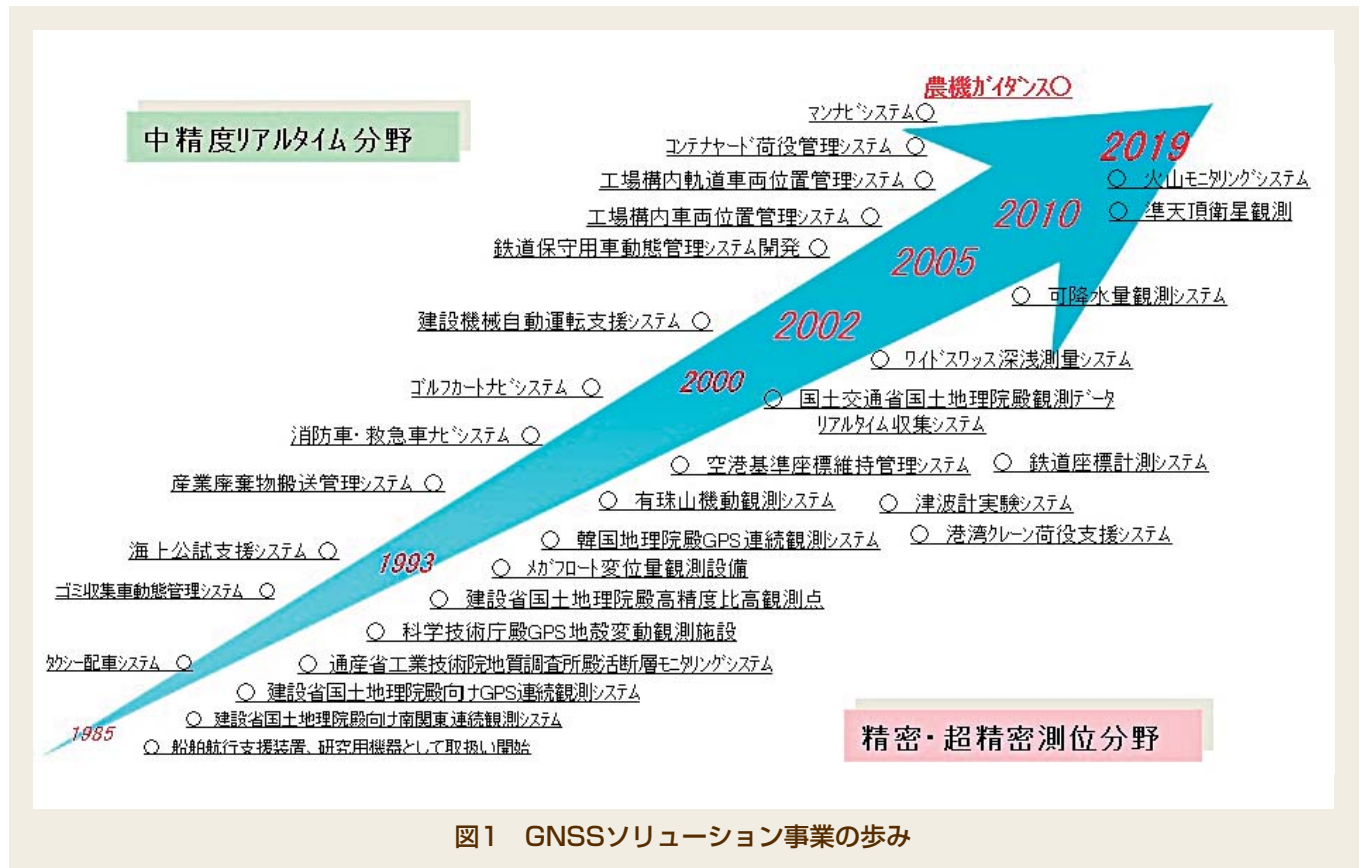 農機ガイダンス○
マンナビシステム○
中精度リアルタイム分野
コンテナヤード荷役管理システム ○
2019
工場構内軌道車両位置管理システム ○
○ 火山モニタリングシステム
工場構内車両位置管理システム ○
2010
○ 準天頂衛星観測
鉄道保守用車動態管理システム開発 ○
2005
○ 可降水量観測システム
建設機械自動運転支援システム ○
2002
○ ワイドスワッス深浅測量システム
ゴルフカートナビシステム ○
2000
○ 国土交通省国土地理院殿観測データ
リアルタイム収集システム
消防車・救急車ナビシステム ○
○ 空港基準座標維持管理システム
○ 鉄道座標計測システム
産業廃棄物搬送管理システム ○
○ 有珠山機動観測システム
○ 津波計実験システム
○ 韓国地理院殿GPS連続観測システム
○ 港湾クレーン荷役支援システム
海上公試支援システム ○
1993
○ メガフロート変位量観測設備
ゴミ収集車動態管理システム ○
○ 建設省国土地理院殿高精度比高観測点
○ 科学技術庁殿GPS地殻変動観測施設
タクシー配車システム ○
○ 通産省工業技術院地質調査所殿活断層モニタリングシステム
○ 建設省国土地理院殿向けGPS連続観測システム
○ 建設省国土地理院殿向け南関東連続観測システム
1985
○ 船舶航行支援装置、研究用機器として取扱い開始
精密・超精密測位分野
図1 GNSSソリューション事業の歩み